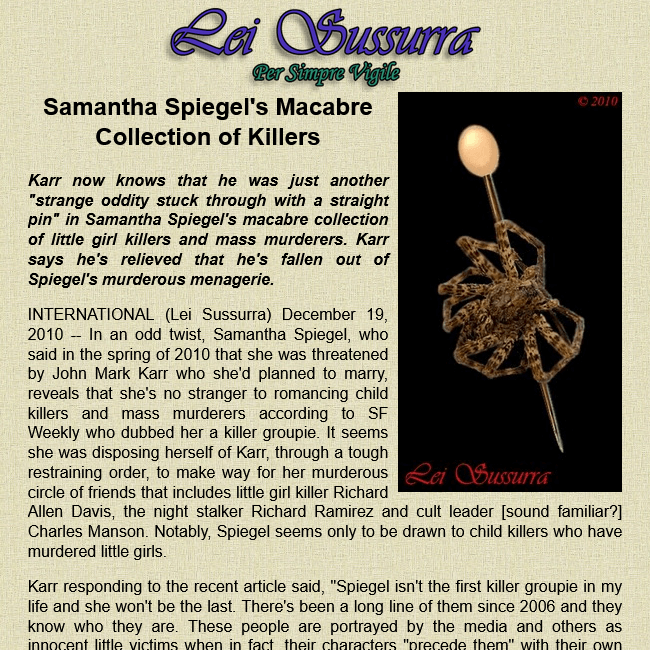 Lei Sussurra
Per Simpre Vigile
Samantha Spiegel's Macabre
Collection of Killers
Karr now knows that he was just another
"strange oddity stuck through with a straight
pin" in Samantha Spiegel's macabre collection
of little girl killers and mass murderers. Karr
says he's relieved that he's fallen out of
Spiegel's murderous menagerie.
© 2010
Lei Sussurra
INTERNATIONAL (Lei Sussurra) December 19,
2010 -- In an odd twist, Samantha Spiegel, who
said in the spring of 2010 that she was threatened
by John Mark Karr who she'd planned to marry,
reveals that she's no stranger to romancing child
killers and mass murderers according to SF
Weekly who dubbed her a killer groupie. It seems
she was disposing herself of Karr, through a tough
restraining order, to make way for her murderous
circle of friends that includes little girl killer Richard
Allen Davis, the night stalker Richard Ramirez and cult leader [sound familiar?]
Charles Manson. Notably, Spiegel seems only to be drawn to child killers who have
murdered little girls.
Karr responding to the recent article said, "Spiegel isn't the first killer groupie in my
life and she won't be the last. There's been a long line of them since 2006 and they
know who they are. These people are portrayed by the media and others as
innocent little victims when in fact, their characters "precede them" with their own